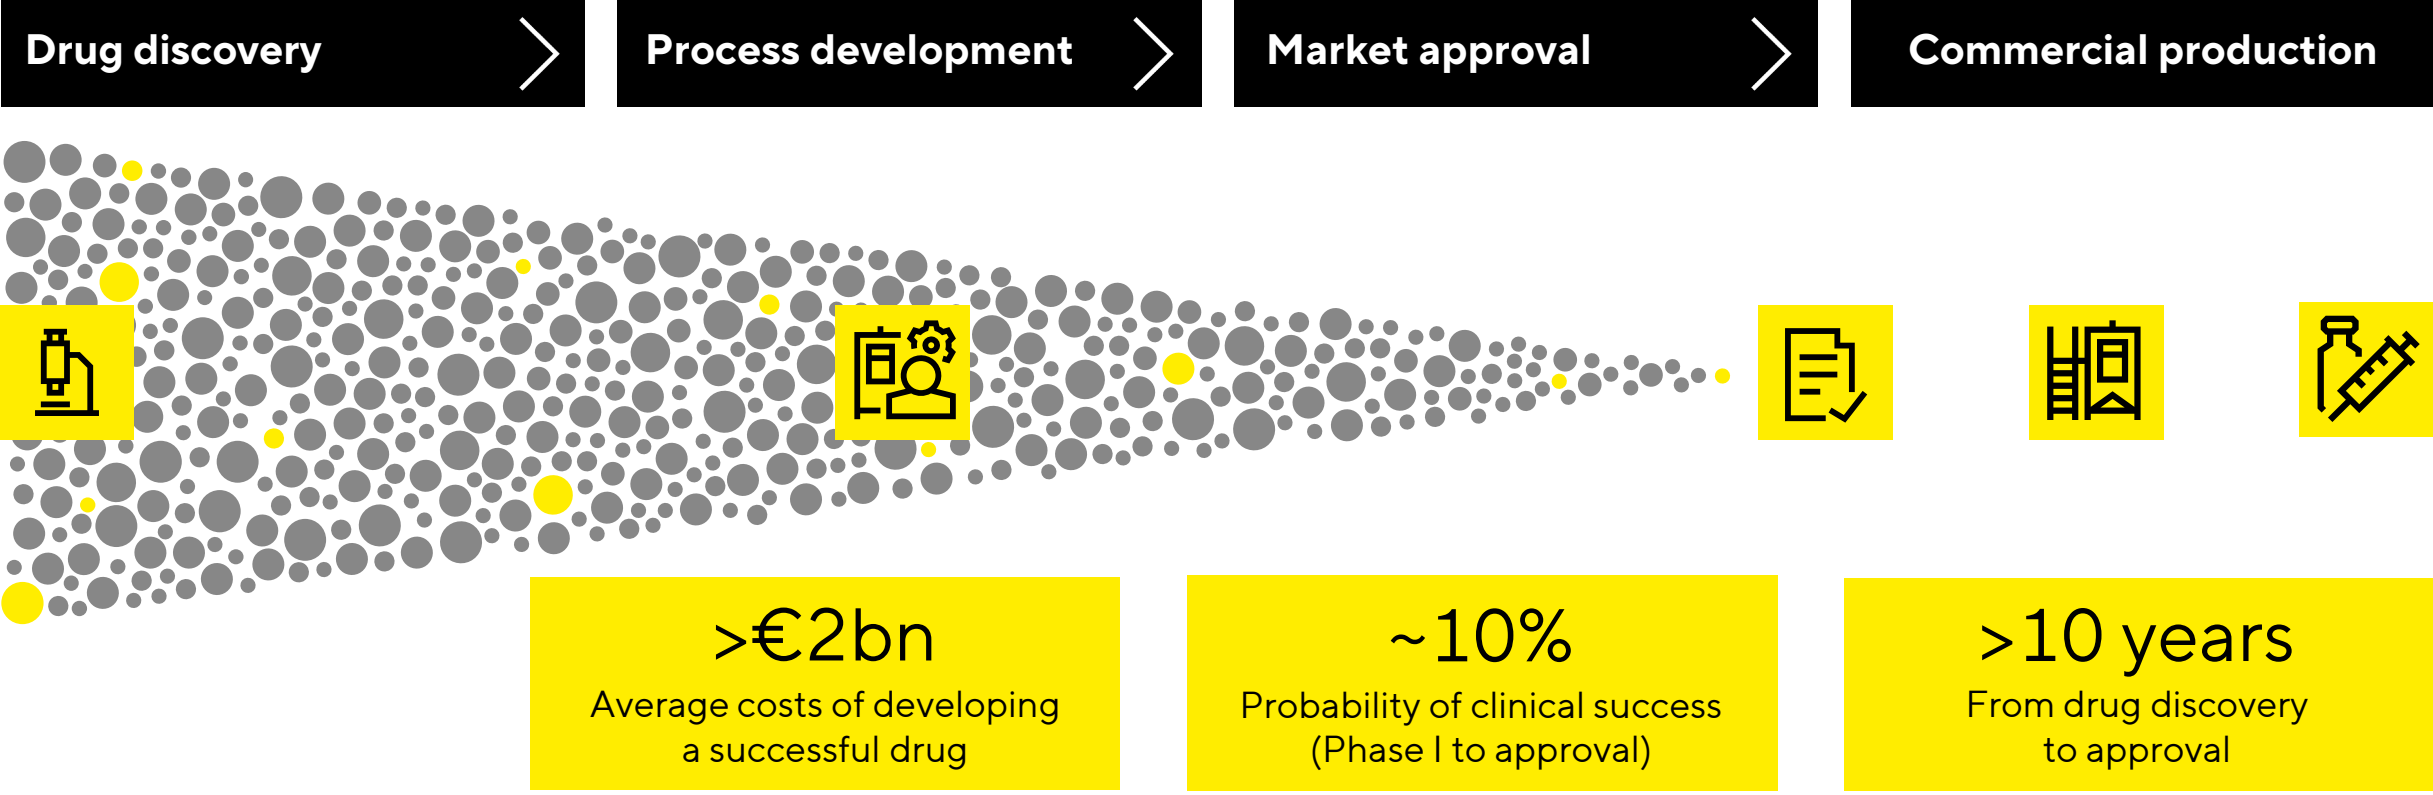 Drug discovery
Process development
Market approval
Commercial production
>€2bn
Average costs of developing
a successful drug
~10%
Probability of clinical success
(Phase I to approval)
>10 years
From drug discovery
to approval